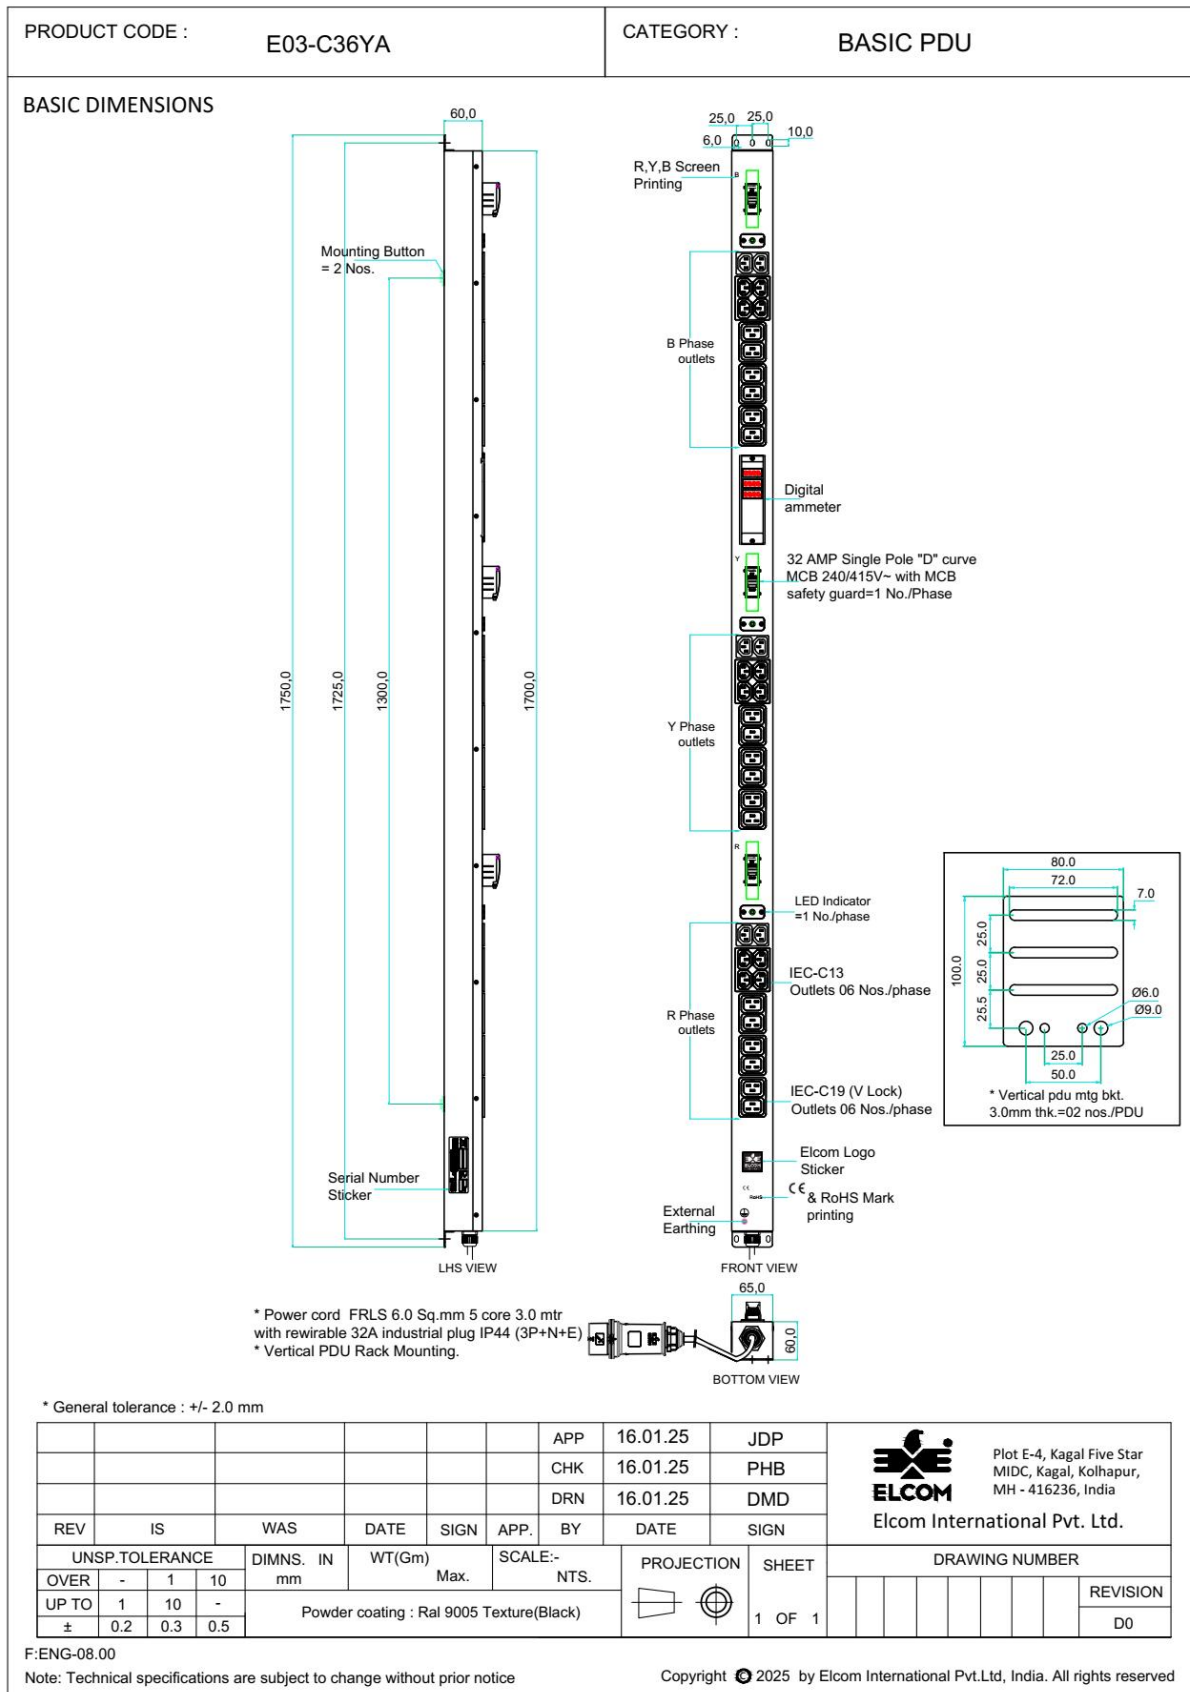 PRODUCT CODE :
E03-C36YA
CATEGORY :
BASIC PDU
BASIC DIMENSIONS
60,0
25,0
25,0
10,0
6,0
R,Y,B Screen
Printing
B
Mounting Button
= 2 Nos.
B Phase
outlets
Digital
ammeter
Y
32 AMP Single Pole "D" curve
MCB 240/415V~ with MCB
safety guard=1 No./Phase
1750,0
1725,0
1300,0
1700,0
Y Phase
outlets
R
LED Indicator
=1 No./phase
IEC-C13
Outlets 06 Nos./phase
R Phase
outlets
IEC-C19 (V Lock)
Outlets 06 Nos./phase
80.0
72.0
7.0
25.0
25.0
25.5
100.0
Ø6.0
Ø9.0
25.0
50.0
* Vertical pdu mtg bkt.
3.0mm thk.=02 nos./PDU
Elcom Logo
Sticker
Serial Number
Sticker
CE
RoHS
CE & RoHS Mark
printing
External
Earthing
LHS VIEW
FRONT VIEW
65,0
60,0
BOTTOM VIEW
* Power cord FRLS 6.0 Sq.mm 5 core 3.0 mtr
with rewirable 32A industrial plug IP44 (3P+N+E)
* Vertical PDU Rack Mounting.
* General tolerance : +/- 2.0 mm
APP 16.01.25 JDP
CHK 16.01.25 PHB
DRN 16.01.25 DMD
REV IS WAS DATE SIGN APP. BY DATE SIGN
ELCOM
Plot E-4, Kagal Five Star
MIDC, Kagal, Kolhapur,
MH - 416236, India
Elcom International Pvt. Ltd.
UNSP.TOLERANCE
OVER - 1 10
UP TO 1 10 -
± 0.2 0.3 0.5
DIMNS. IN
mm
WT(Gm)
Max.
SCALE:-
NTS.
Powder coating : Ral 9005 Texture(Black)
PROJECTION
SHEET
1 OF 1
DRAWING NUMBER
REVISION
D0
F:ENG-08.00
Note: Technical specifications are subject to change without prior notice
Copyright © 2025 by Elcom International Pvt.Ltd, India. All rights reserved